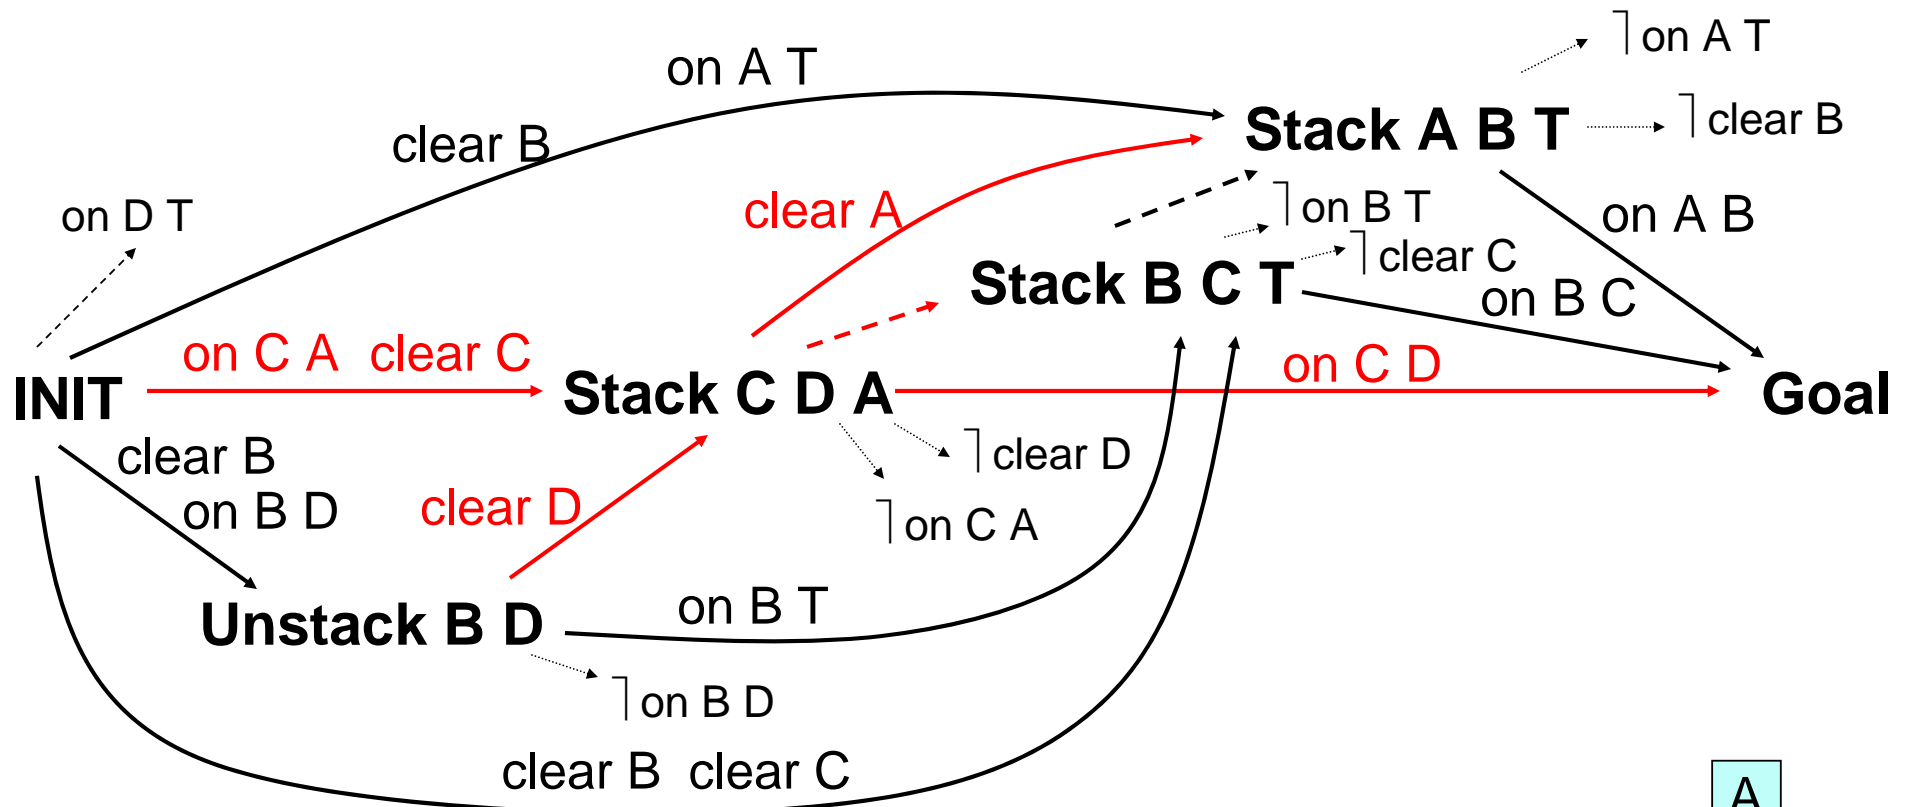 ⌉ on A T
on A T
Stack A B T
⌉ clear B
clear B
on D T
clear A
⌉ on B T
on A B
⌉ clear C
Stack B C T
on B C
on C A clear C
on C D
INIT
Stack C D A
Goal
clear B
on B D
clear D
⌉ clear D
⌉ on C A
Unstack B D
on B T
⌉ on B D
clear B clear C
A